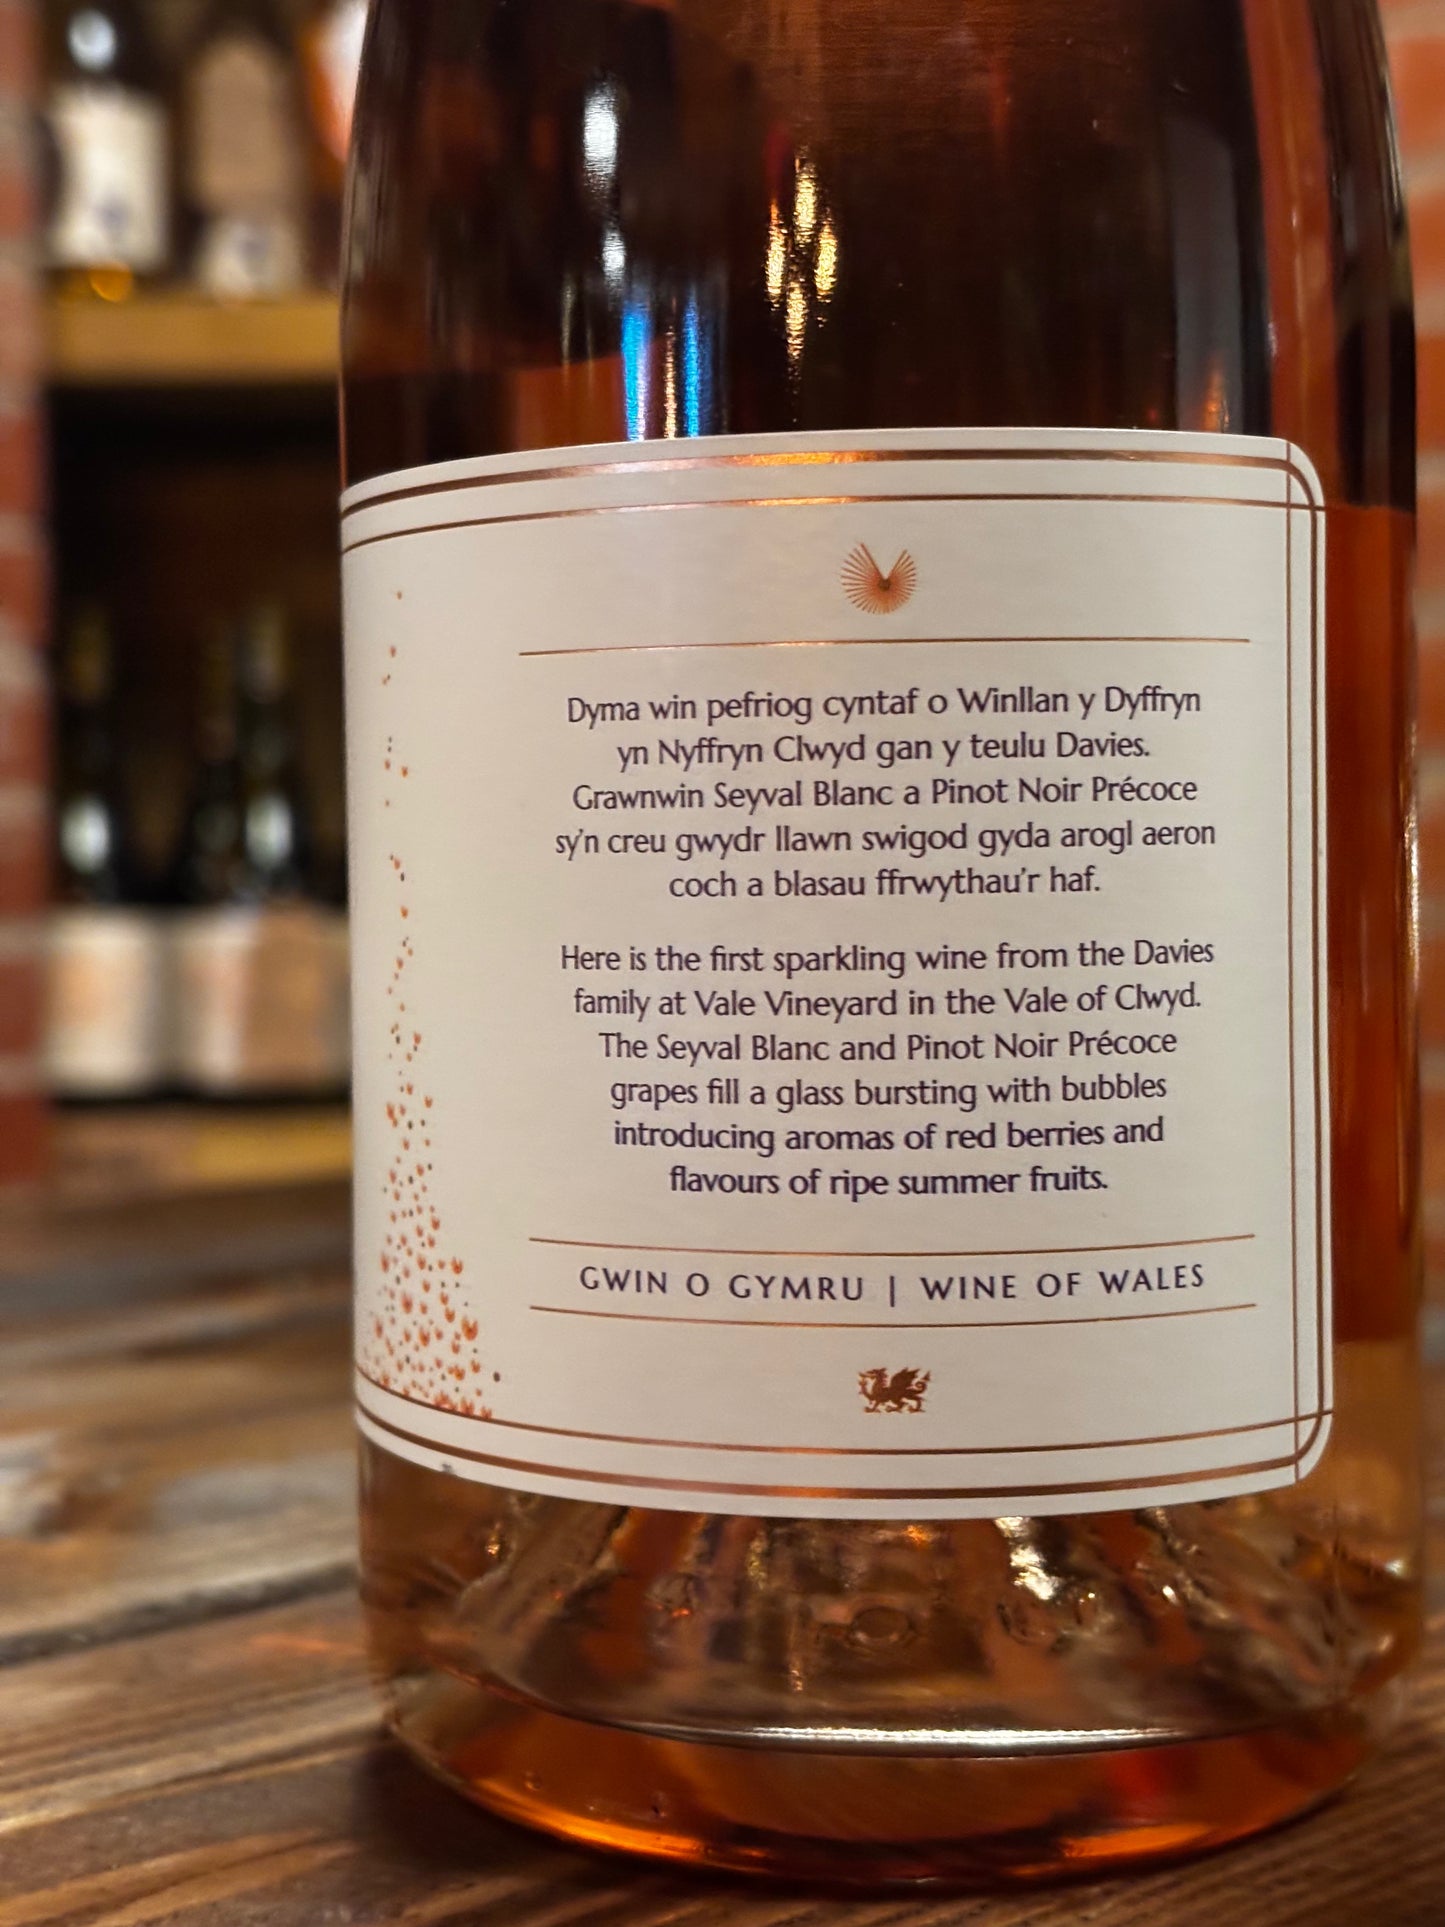 Dyma win pefriog cyntaf o Winllan y Dyffryn
yn Nyffryn Clwyd gan y teulu Davies.
Grawnwin Seyval Blanc a Pinot Noir Précoce
sy'n creu gwydr llawn swigod gyda arogl aeron
coch a blasau ffrwythau'r haf.
Here is the first sparkling wine from the Davies
family at Vale Vineyard in the Vale of Clwyd.
The Seyval Blanc and Pinot Noir Précoce
grapes fill a glass bursting with bubbles
introducing aromas of red berries and
flavours of ripe summer fruits.
GWIN O GYMRU | WINE OF WALES